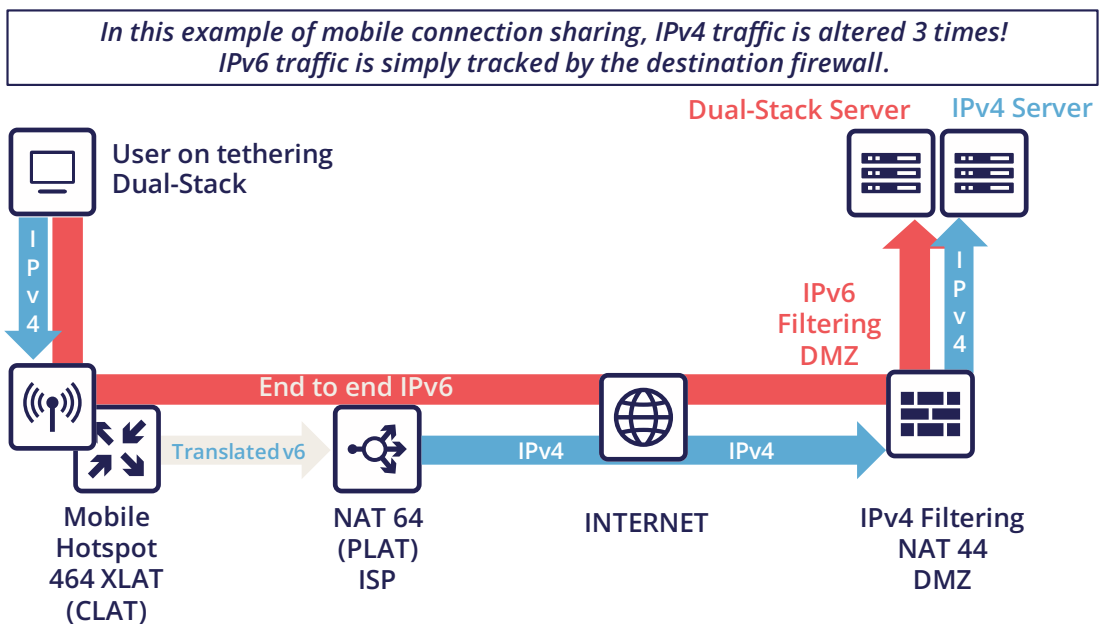 In this example of mobile connection sharing, IPv4 traffic is altered 3 times!
IPv6 traffic is simply tracked by the destination firewall.
Dual-Stack Server
IPv4 Server
User on tethering
Dual-Stack
IPv4
IPv4
IPv6
Filtering
DMZ
End to end IPv6
Translated v6
IPv4
IPv4
Mobile
Hotspot
464 XLAT
(CLAT)
NAT 64
(PLAT)
ISP
INTERNET
IPv4 Filtering
NAT 44
DMZ